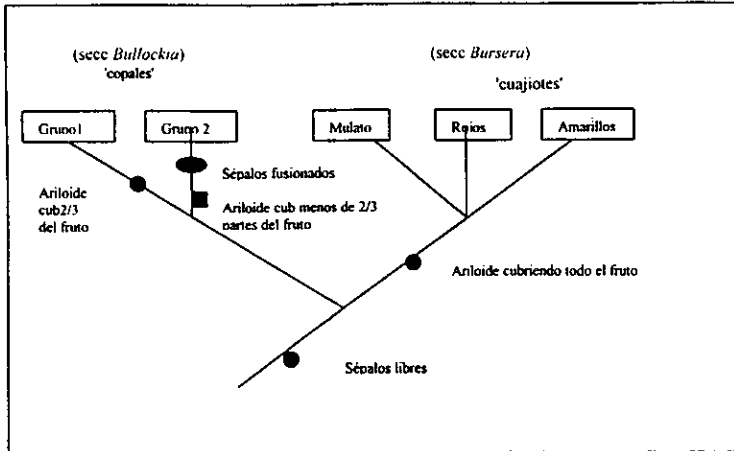 (secc Bullockia)
'copales'
(secc Bursera)
'cuajiotes'
Grupo1
Grupo 2
Mulato
Rojos
Amarillos
Sépalos fusionados
Ariloide
cub2/3
del fruto
Ariloide cub menos de 2/3
partes del fruto
Ariloide cubriendo todo el fruto
Sépalos libres